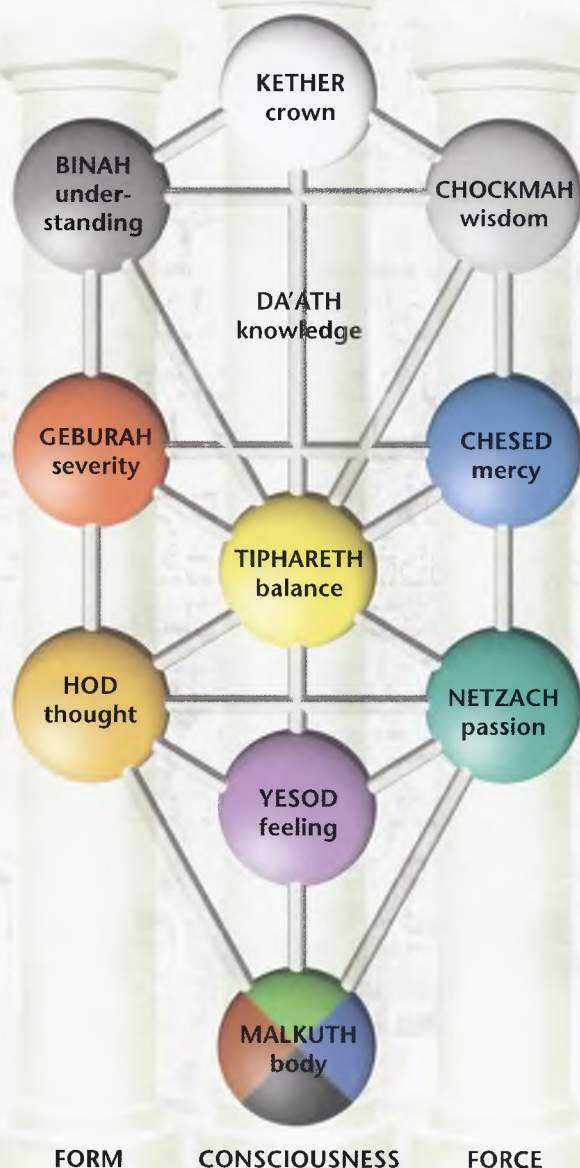 KETHER
crown
BINAH
under-
standing
CHOCKMAH
wisdom
DA'ATH
knowledge
GEBURAH
severity
CHESED
mercy
TIPHARETH
balance
HOD
thought
NETZACH
passion
YESOD
feeling
MALKUTH
body
FORM CONSCIOUSNESS FORCE